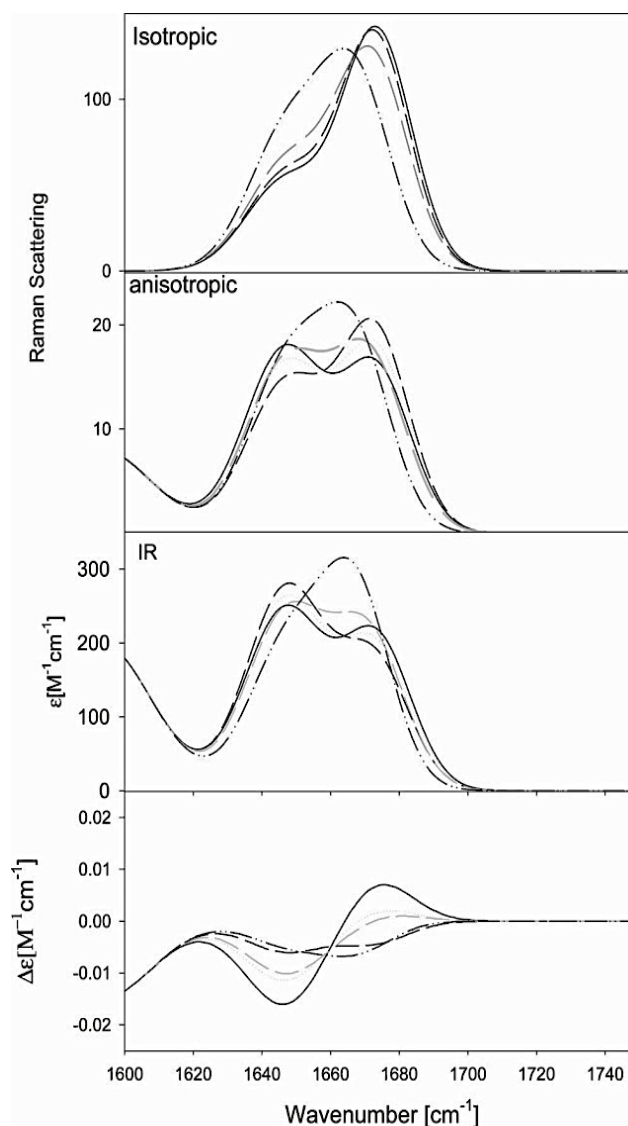 Isotropic
100
0
Raman Scattering
anisotropic
20
10
IR
300
200
100
0
ε[M⁻¹cm⁻¹]
0.02
0.01
0.00
-0.01
-0.02
Δε[M⁻¹cm⁻¹]
1600 1620 1640 1660 1680 1700 1720 1740
Wavenumber [cm⁻¹]